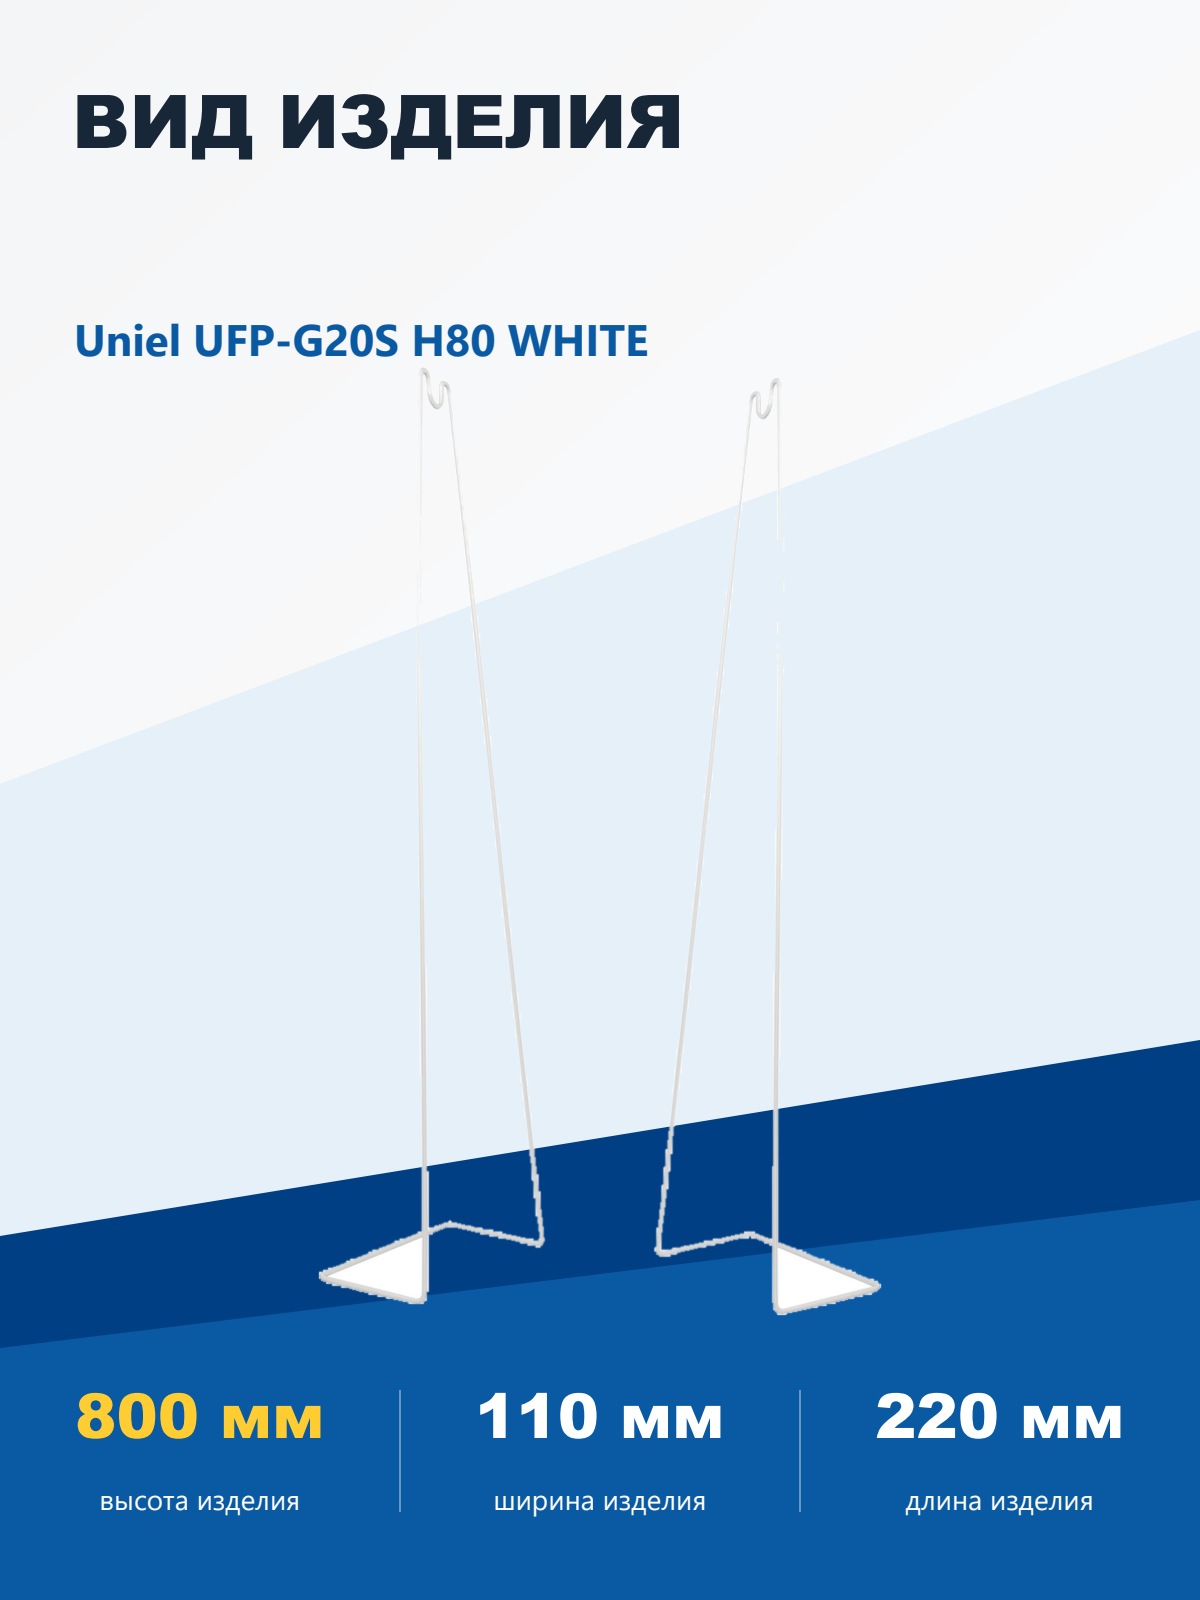 ВИД ИЗДЕЛИЯ
Uniel UFP-G20S H80 WHITE
800 мм
высота изделия
110 мм
ширина изделия
220 мм
длина изделия